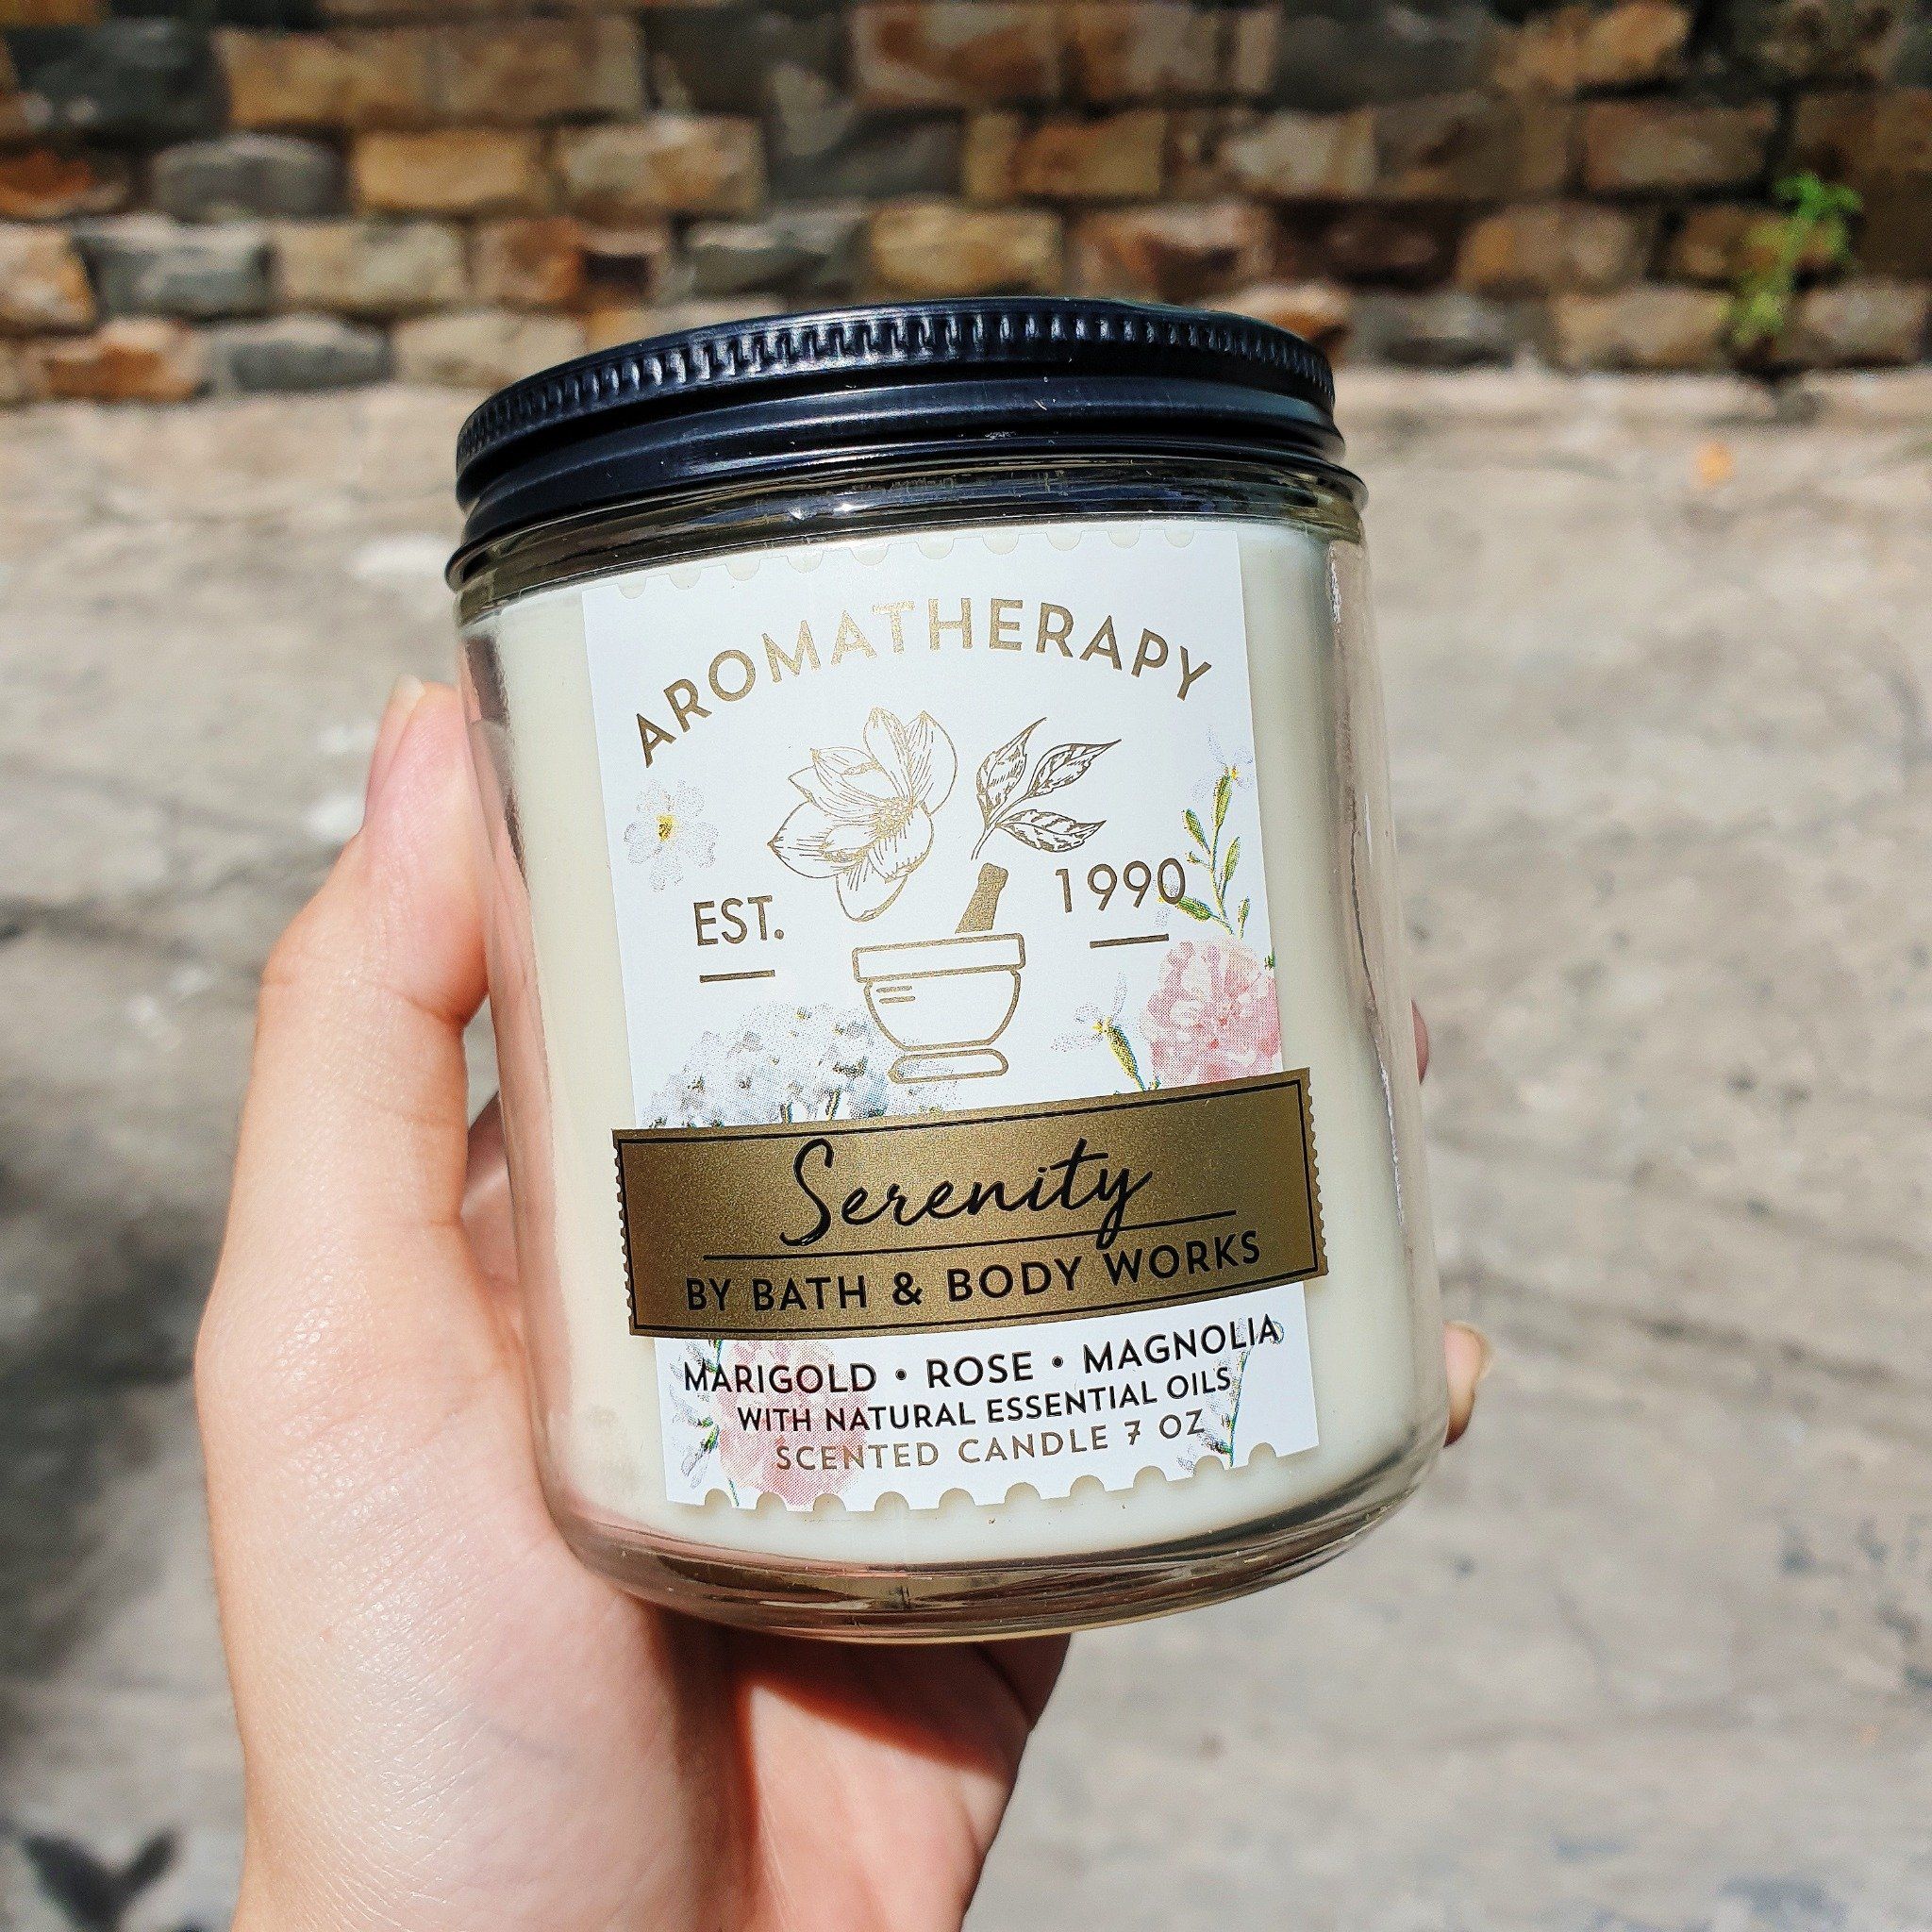 AROMATHERAPY
EST. 1990
Serenity
BY BATH & BODY WORKS
MARIGOLD • ROSE • MAGNOLIA
WITH NATURAL ESSENTIAL OILS
SCENTED CANDLE 7 OZ